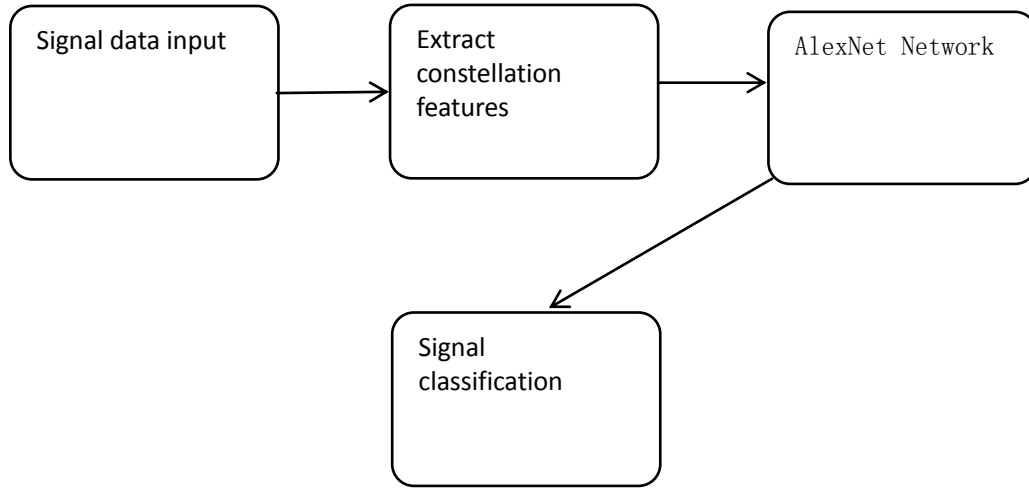 Signal data input
Extract
constellation
features
AlexNet Network
Signal
classification